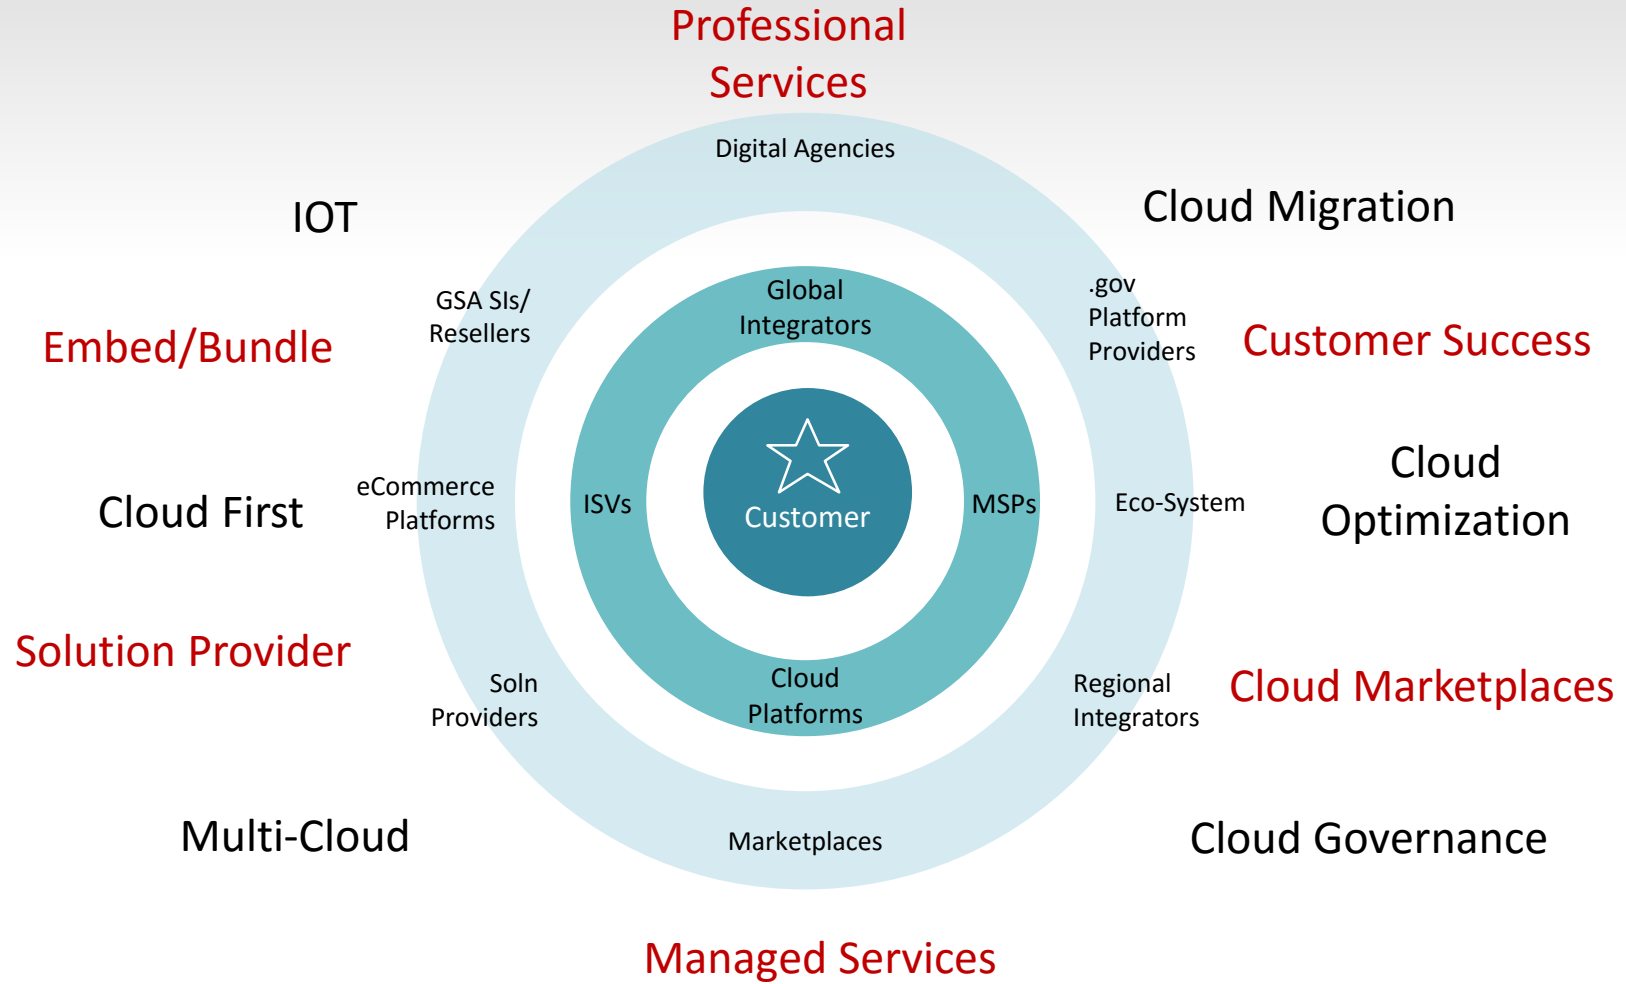 Professional
Services
Digital Agencies
IOT
Cloud Migration
GSA SIs/
Resellers
Global
Integrators
.gov
Platform
Providers
Embed/Bundle
Customer Success
Cloud First
eCommerce
Platforms
ISVs
Customer
MSPs
Eco-System
Cloud
Optimization
Solution Provider
Soln
Providers
Cloud
Platforms
Regional
Integrators
Cloud Marketplaces
Multi-Cloud
Marketplaces
Cloud Governance
Managed Services